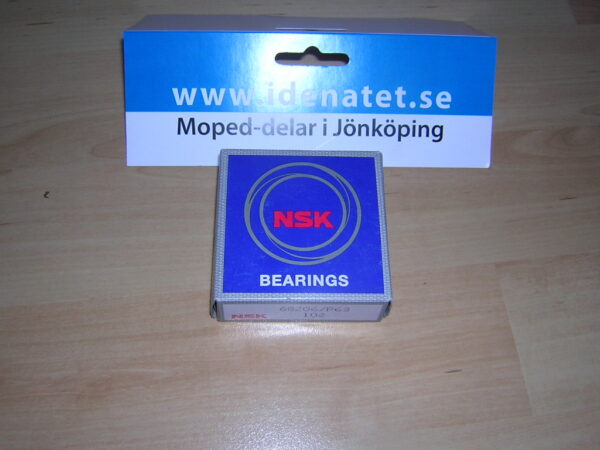 www.idenatet.se
Moped-delar i Jönköping
NSK
BEARINGS
NSK